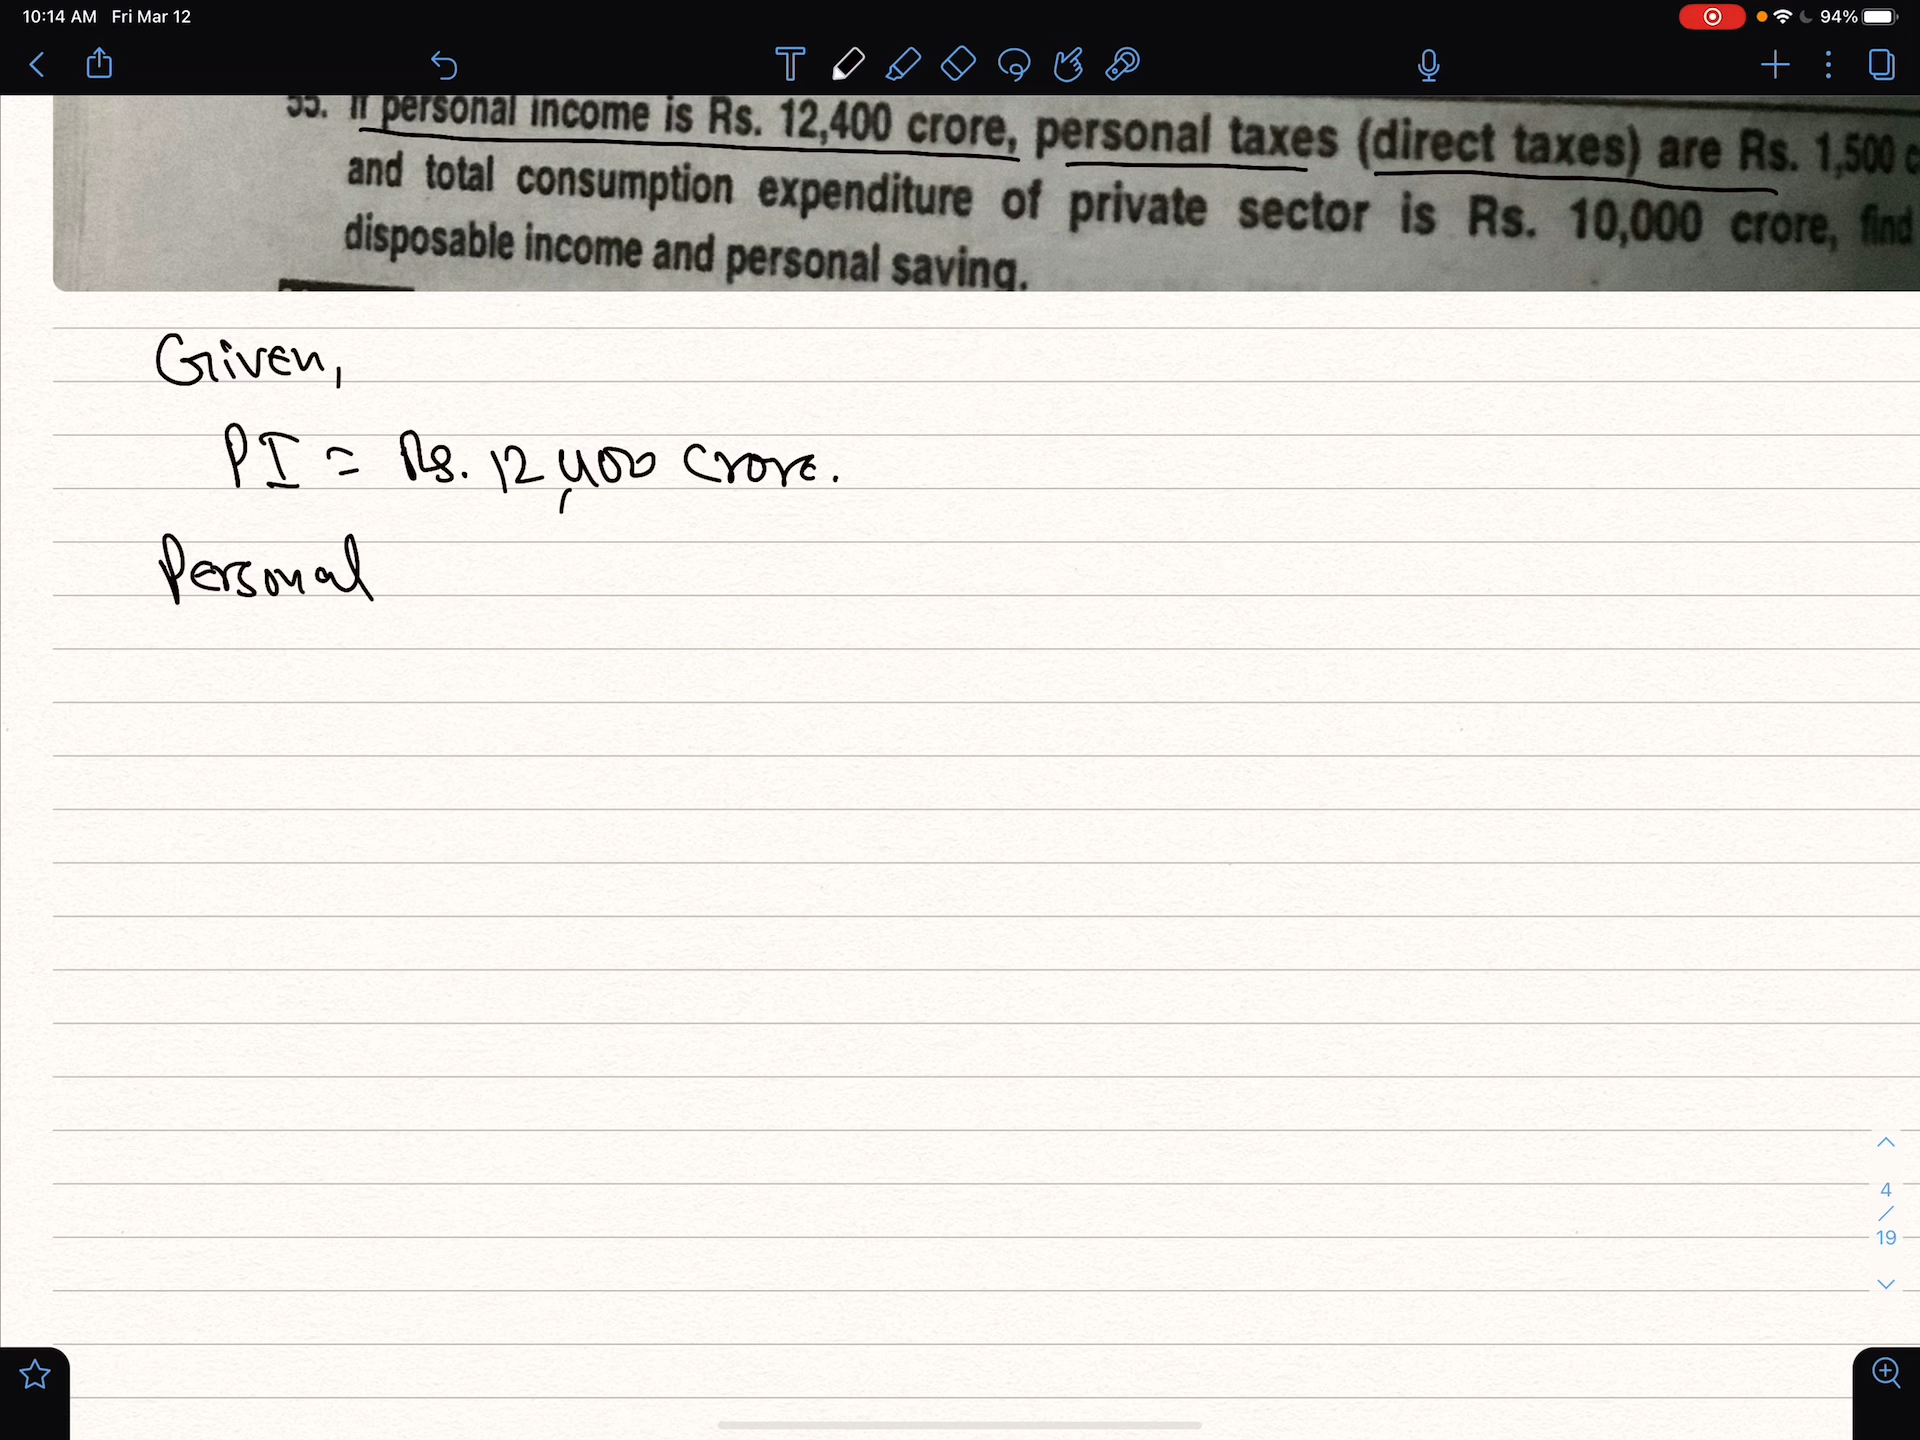 10:14 AM Fri Mar 12
94%
55. If personal income is Rs. 12,400 crore, personal taxes (direct taxes) are Rs. 1,500 c
and total consumption expenditure of private sector is Rs. 10,000 crore, find
disposable income and personal saving.
Given,
PI = Rs. 12,400 Crore.
Personal
4
/
19